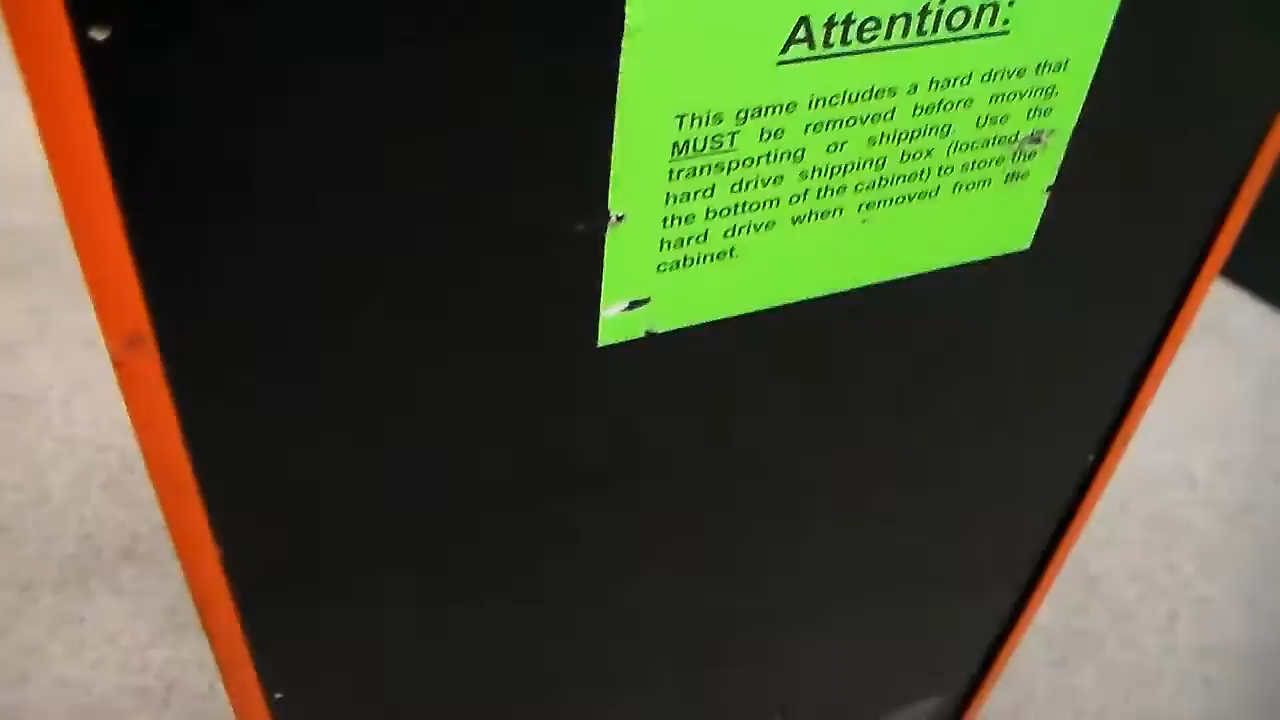 Attention:
This game includes a hard drive that
MUST be removed before moving,
transporting or shipping. Use the
hard drive shipping box (located in
the bottom of the cabinet) to store the
hard drive when removed from the
cabinet.